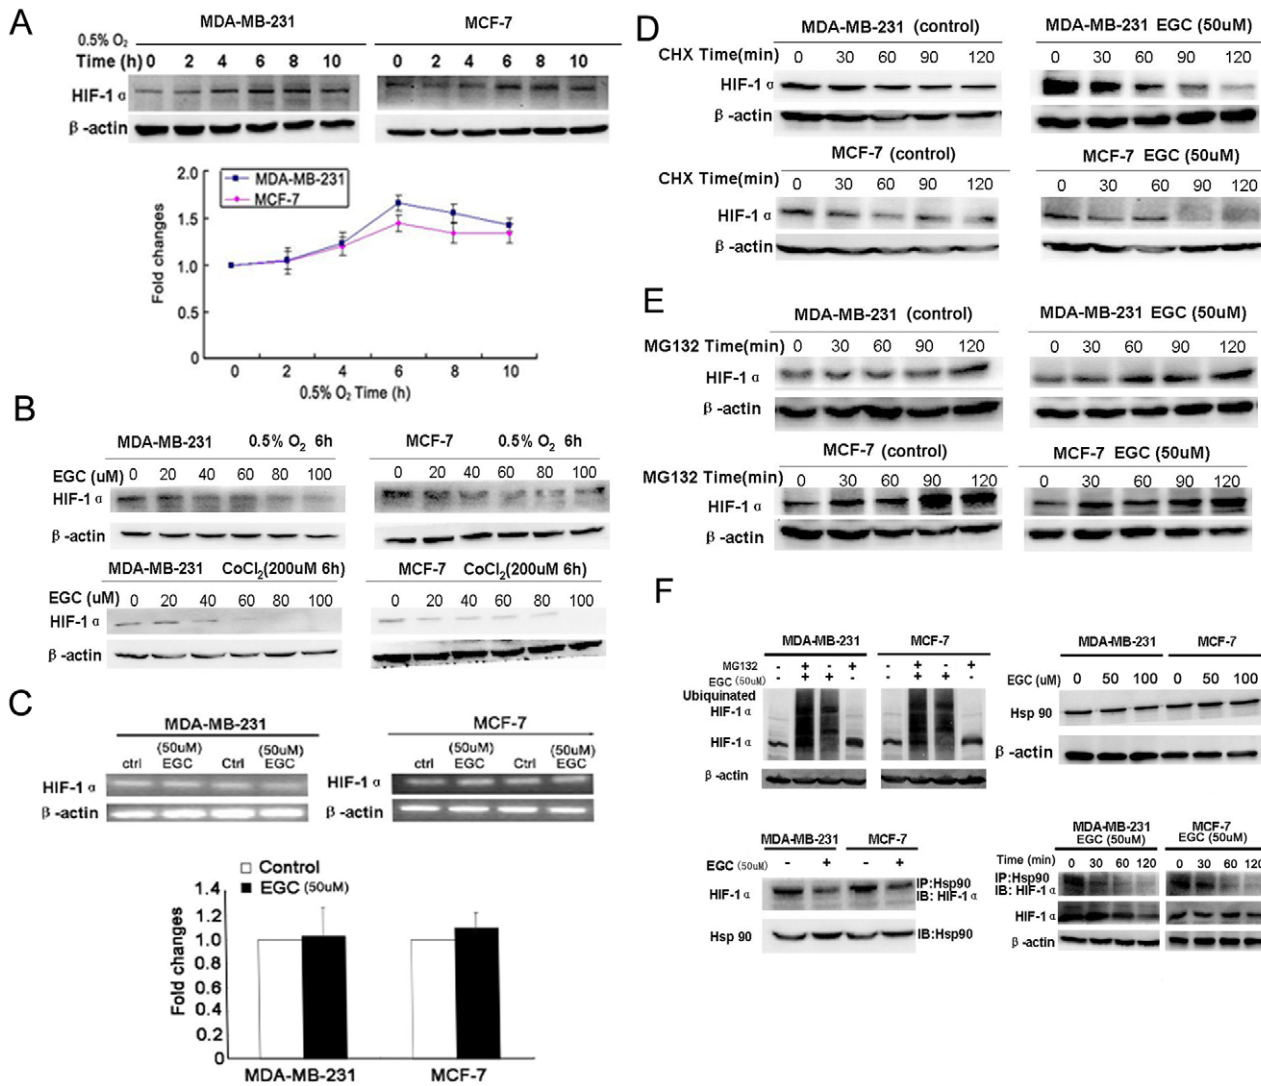 A
MDA-MB-231 MCF-7
0.5% O2
Time (h) 0 2 4 6 8 10 0 2 4 6 8 10
HIF-1 α
β-actin
2.0
MDA-MB-231
MCF-7
1.5
1.0
0.5
0
Fold changes
0 2 4 6 8 10
0.5% O2 Time (h)
B
MDA-MB-231 0.5% O2 6h MCF-7 0.5% O2 6h
EGC (uM) 0 20 40 60 80 100 0 20 40 60 80 100
HIF-1 α
β-actin
MDA-MB-231 CoCl2(200uM 6h) MCF-7 CoCl2(200uM 6h)
EGC (uM) 0 20 40 60 80 100 0 20 40 60 80 100
HIF-1 α
β-actin
C
MDA-MB-231 MCF-7
ctrl (50uM) EGC Ctrl (50uM) EGC ctrl (50uM) EGC Ctrl (50uM) EGC
HIF-1 α HIF-1 α
β-actin β-actin
Control
EGC (50uM)
1.4
1.2
1.0
0.8
0.6
0.4
0.2
0
Fold changes
MDA-MB-231 MCF-7
D
MDA-MB-231 (control) MDA-MB-231 EGC (50uM)
CHX Time(min) 0 30 60 90 120 0 30 60 90 120
HIF-1 α
β-actin
MCF-7 (control) MCF-7 EGC (50uM)
CHX Time(min) 0 30 60 90 120 0 30 60 90 120
HIF-1 α
β-actin
E
MDA-MB-231 (control) MDA-MB-231 EGC (50uM)
MG132 Time(min) 0 30 60 90 120 0 30 60 90 120
HIF-1 α
β-actin
MCF-7 (control) MCF-7 EGC (50uM)
MG132 Time(min) 0 30 60 90 120 0 30 60 90 120
HIF-1 α
β-actin
F
MDA-MB-231 MCF-7
MG132 - + - + - + - +
EGC (50uM) - + + - - + + -
Ubiquinated
HIF-1 α
HIF-1 α
β-actin
MDA-MB-231 MCF-7
EGC (uM) 0 50 100 0 50 100
Hsp 90
β-actin
MDA-MB-231 MCF-7
EGC (50uM) - + - +
HIF-1 α IP:Hsp90
IB: HIF-1 α
Hsp 90 IB:Hsp90
MDA-MB-231 MCF-7
EGC (50uM) EGC (50uM)
Time (min) 0 30 60 120 0 30 60 120
IP:Hsp90
IB: HIF-1 α
HIF-1 α
β-actin